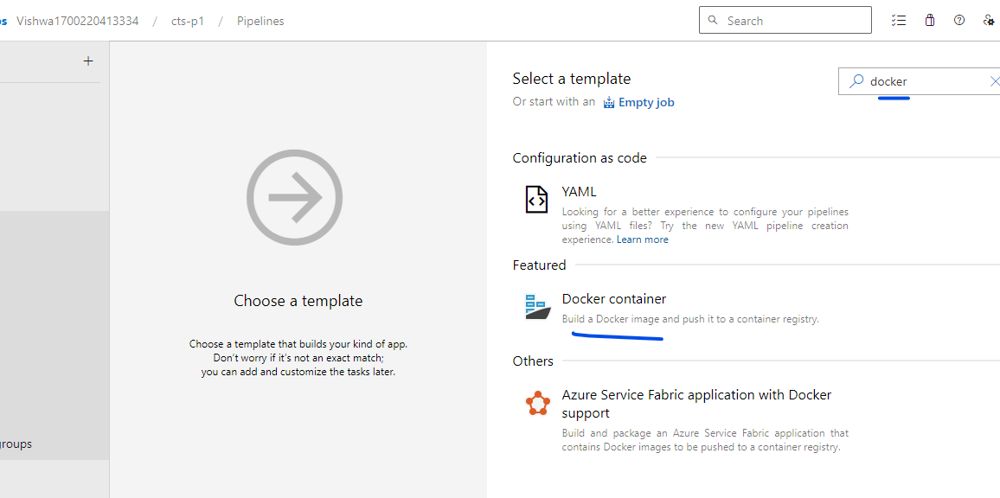 Vishwa1700220413334 / cts-p1 / Pipelines
Search
+
Select a template
docker
Or start with an Empty job
Configuration as code
YAML
Looking for a better experience to configure your pipelines
using YAML files? Try the new YAML pipeline creation
experience. Learn more
Featured
Docker container
Build a Docker image and push it to a container registry.
Others
Azure Service Fabric application with Docker
support
Build and package an Azure Service Fabric application that
contains Docker images to be pushed to a container registry.
Choose a template
Choose a template that builds your kind of app.
Don't worry if it's not an exact match;
you can add and customize the tasks later.